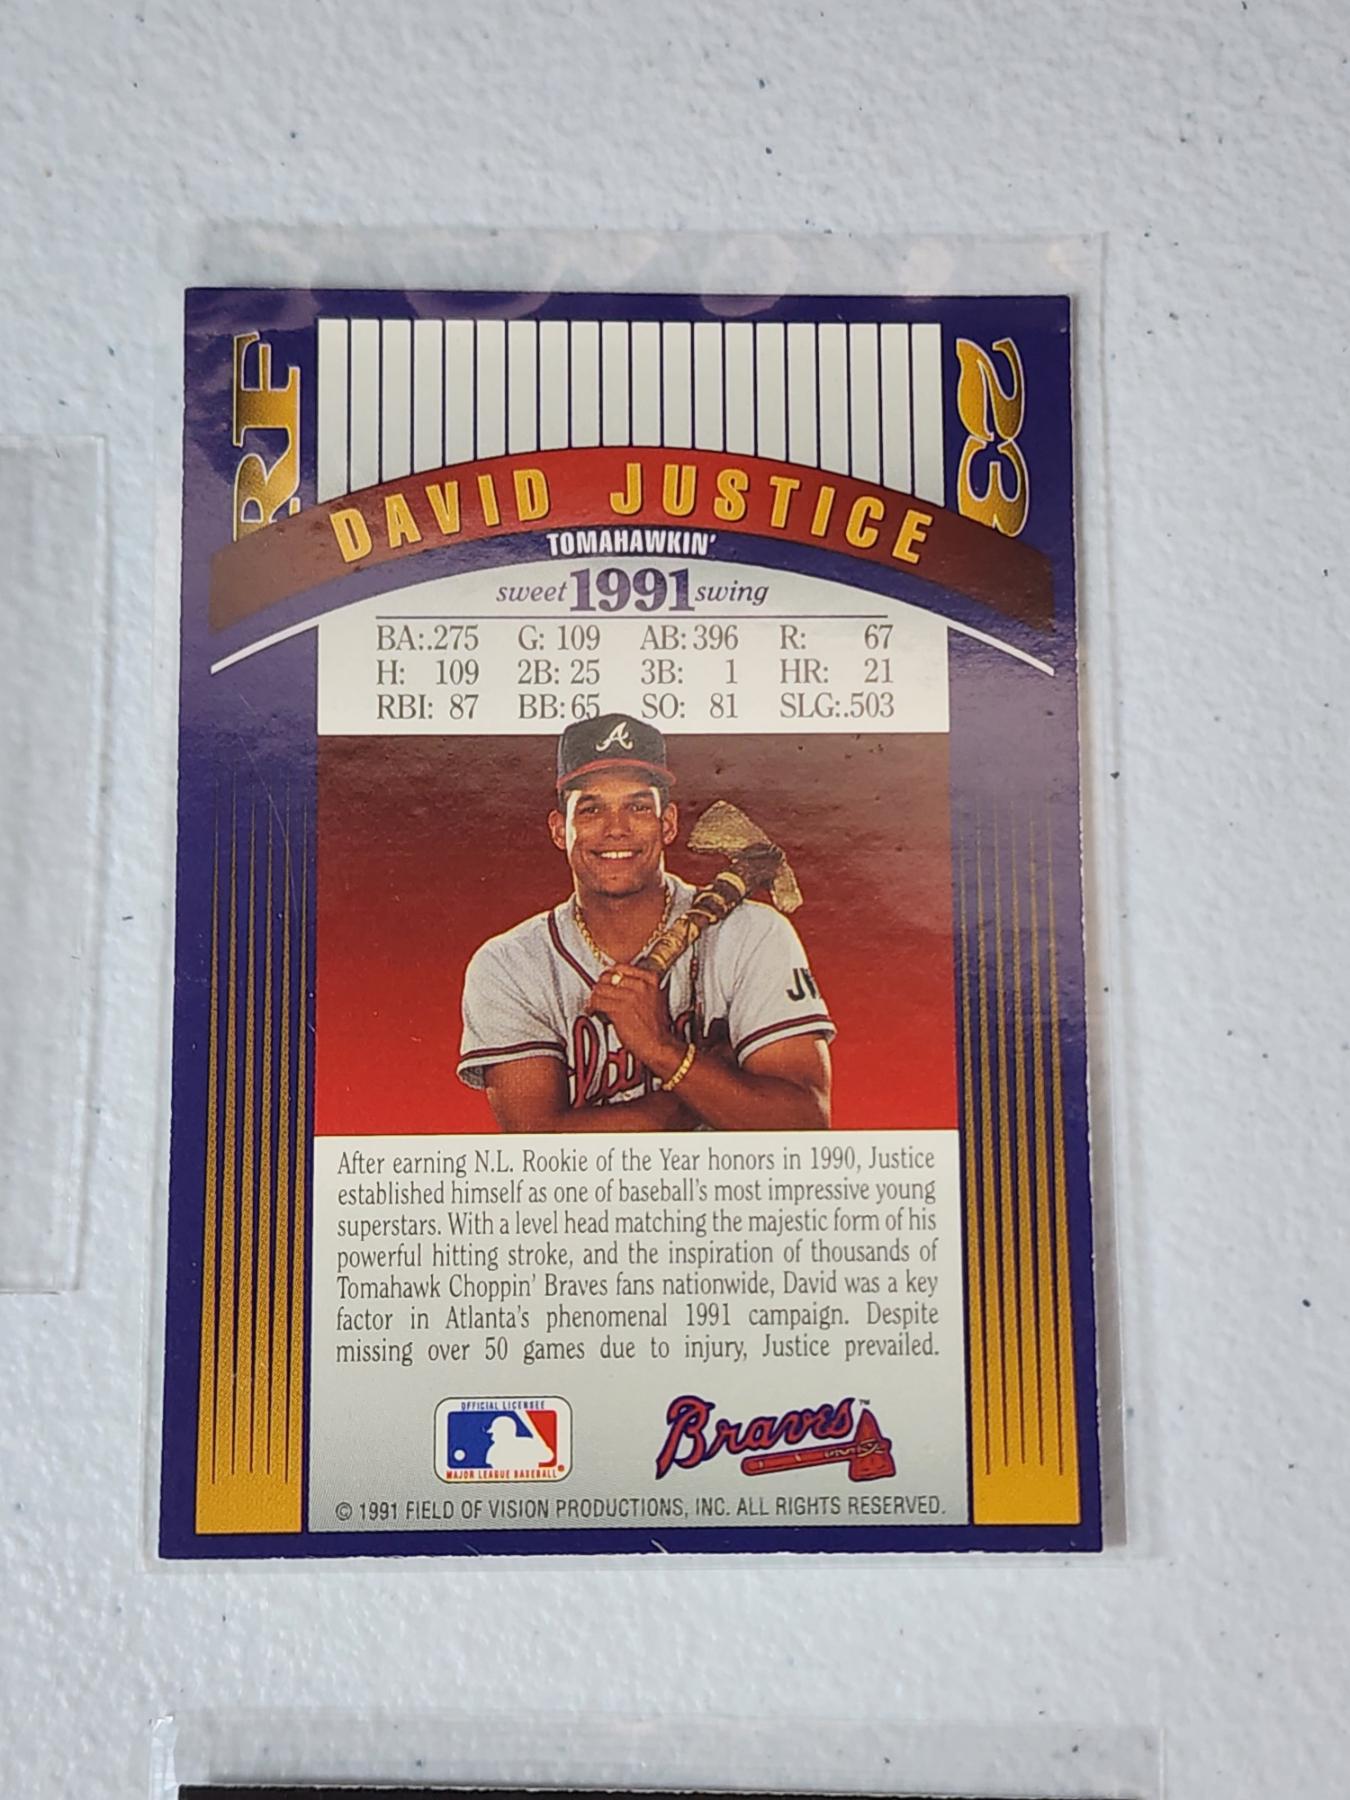 RF
23
DAVID JUSTICE
TOMAHAWKIN'
sweet 1991 swing
BA:.275 G: 109 AB: 396 R: 67
H: 109 2B: 25 3B: 1 HR: 21
RBI: 87 BB: 65 SO: 81 SLG:.503
A
After earning N.L. Rookie of the Year honors in 1990, Justice
established himself as one of baseball's most impressive young
superstars. With a level head matching the majestic form of his
powerful hitting stroke, and the inspiration of thousands of
Tomahawk Choppin' Braves fans nationwide, David was a key
factor in Atlanta's phenomenal 1991 campaign. Despite
missing over 50 games due to injury, Justice prevailed.
OFFICIAL LICENSEE
MAJOR LEAGUE BASEBALL®
Braves™
© 1991 FIELD OF VISION PRODUCTIONS, INC. ALL RIGHTS RESERVED.